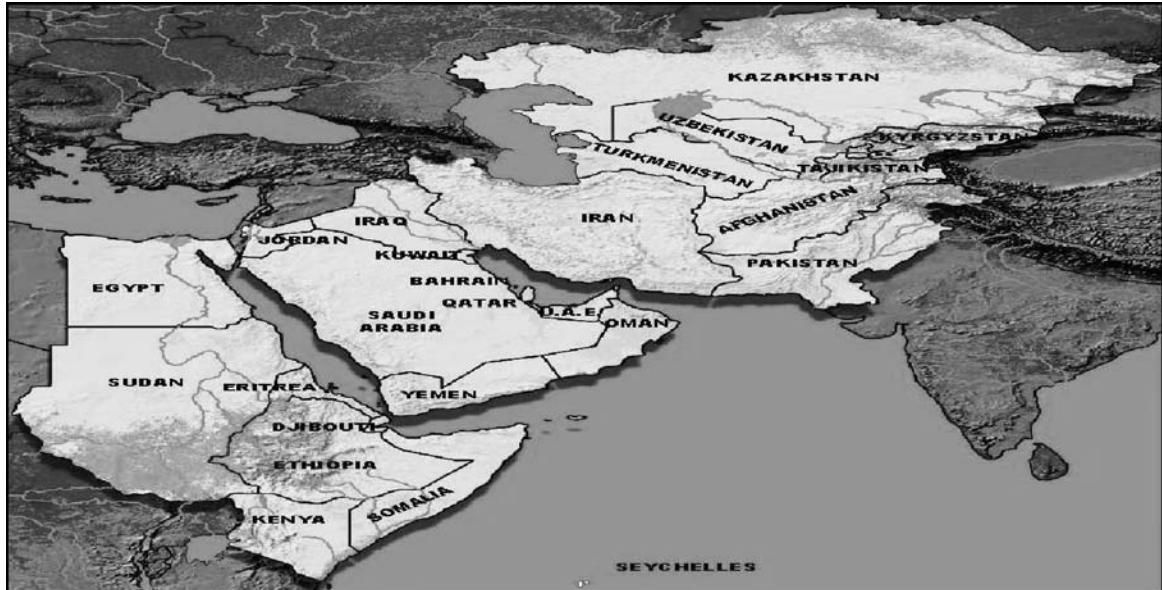 KAZAKHSTAN
UZBEKISTAN
KYRGYZSTAN
TURKMENISTAN
TAJIKISTAN
AFGHANISTAN
IRAN
IRAQ
JORDAN
KUWAIT
PAKISTAN
BAHRAIN
EGYPT
QATAR
SAUDI
ARABIA
U.A.E.
OMAN
SUDAN
ERITREA
YEMEN
DJIBOUTI
ETHIOPIA
SOMALIA
KENYA
SEYCHELLES